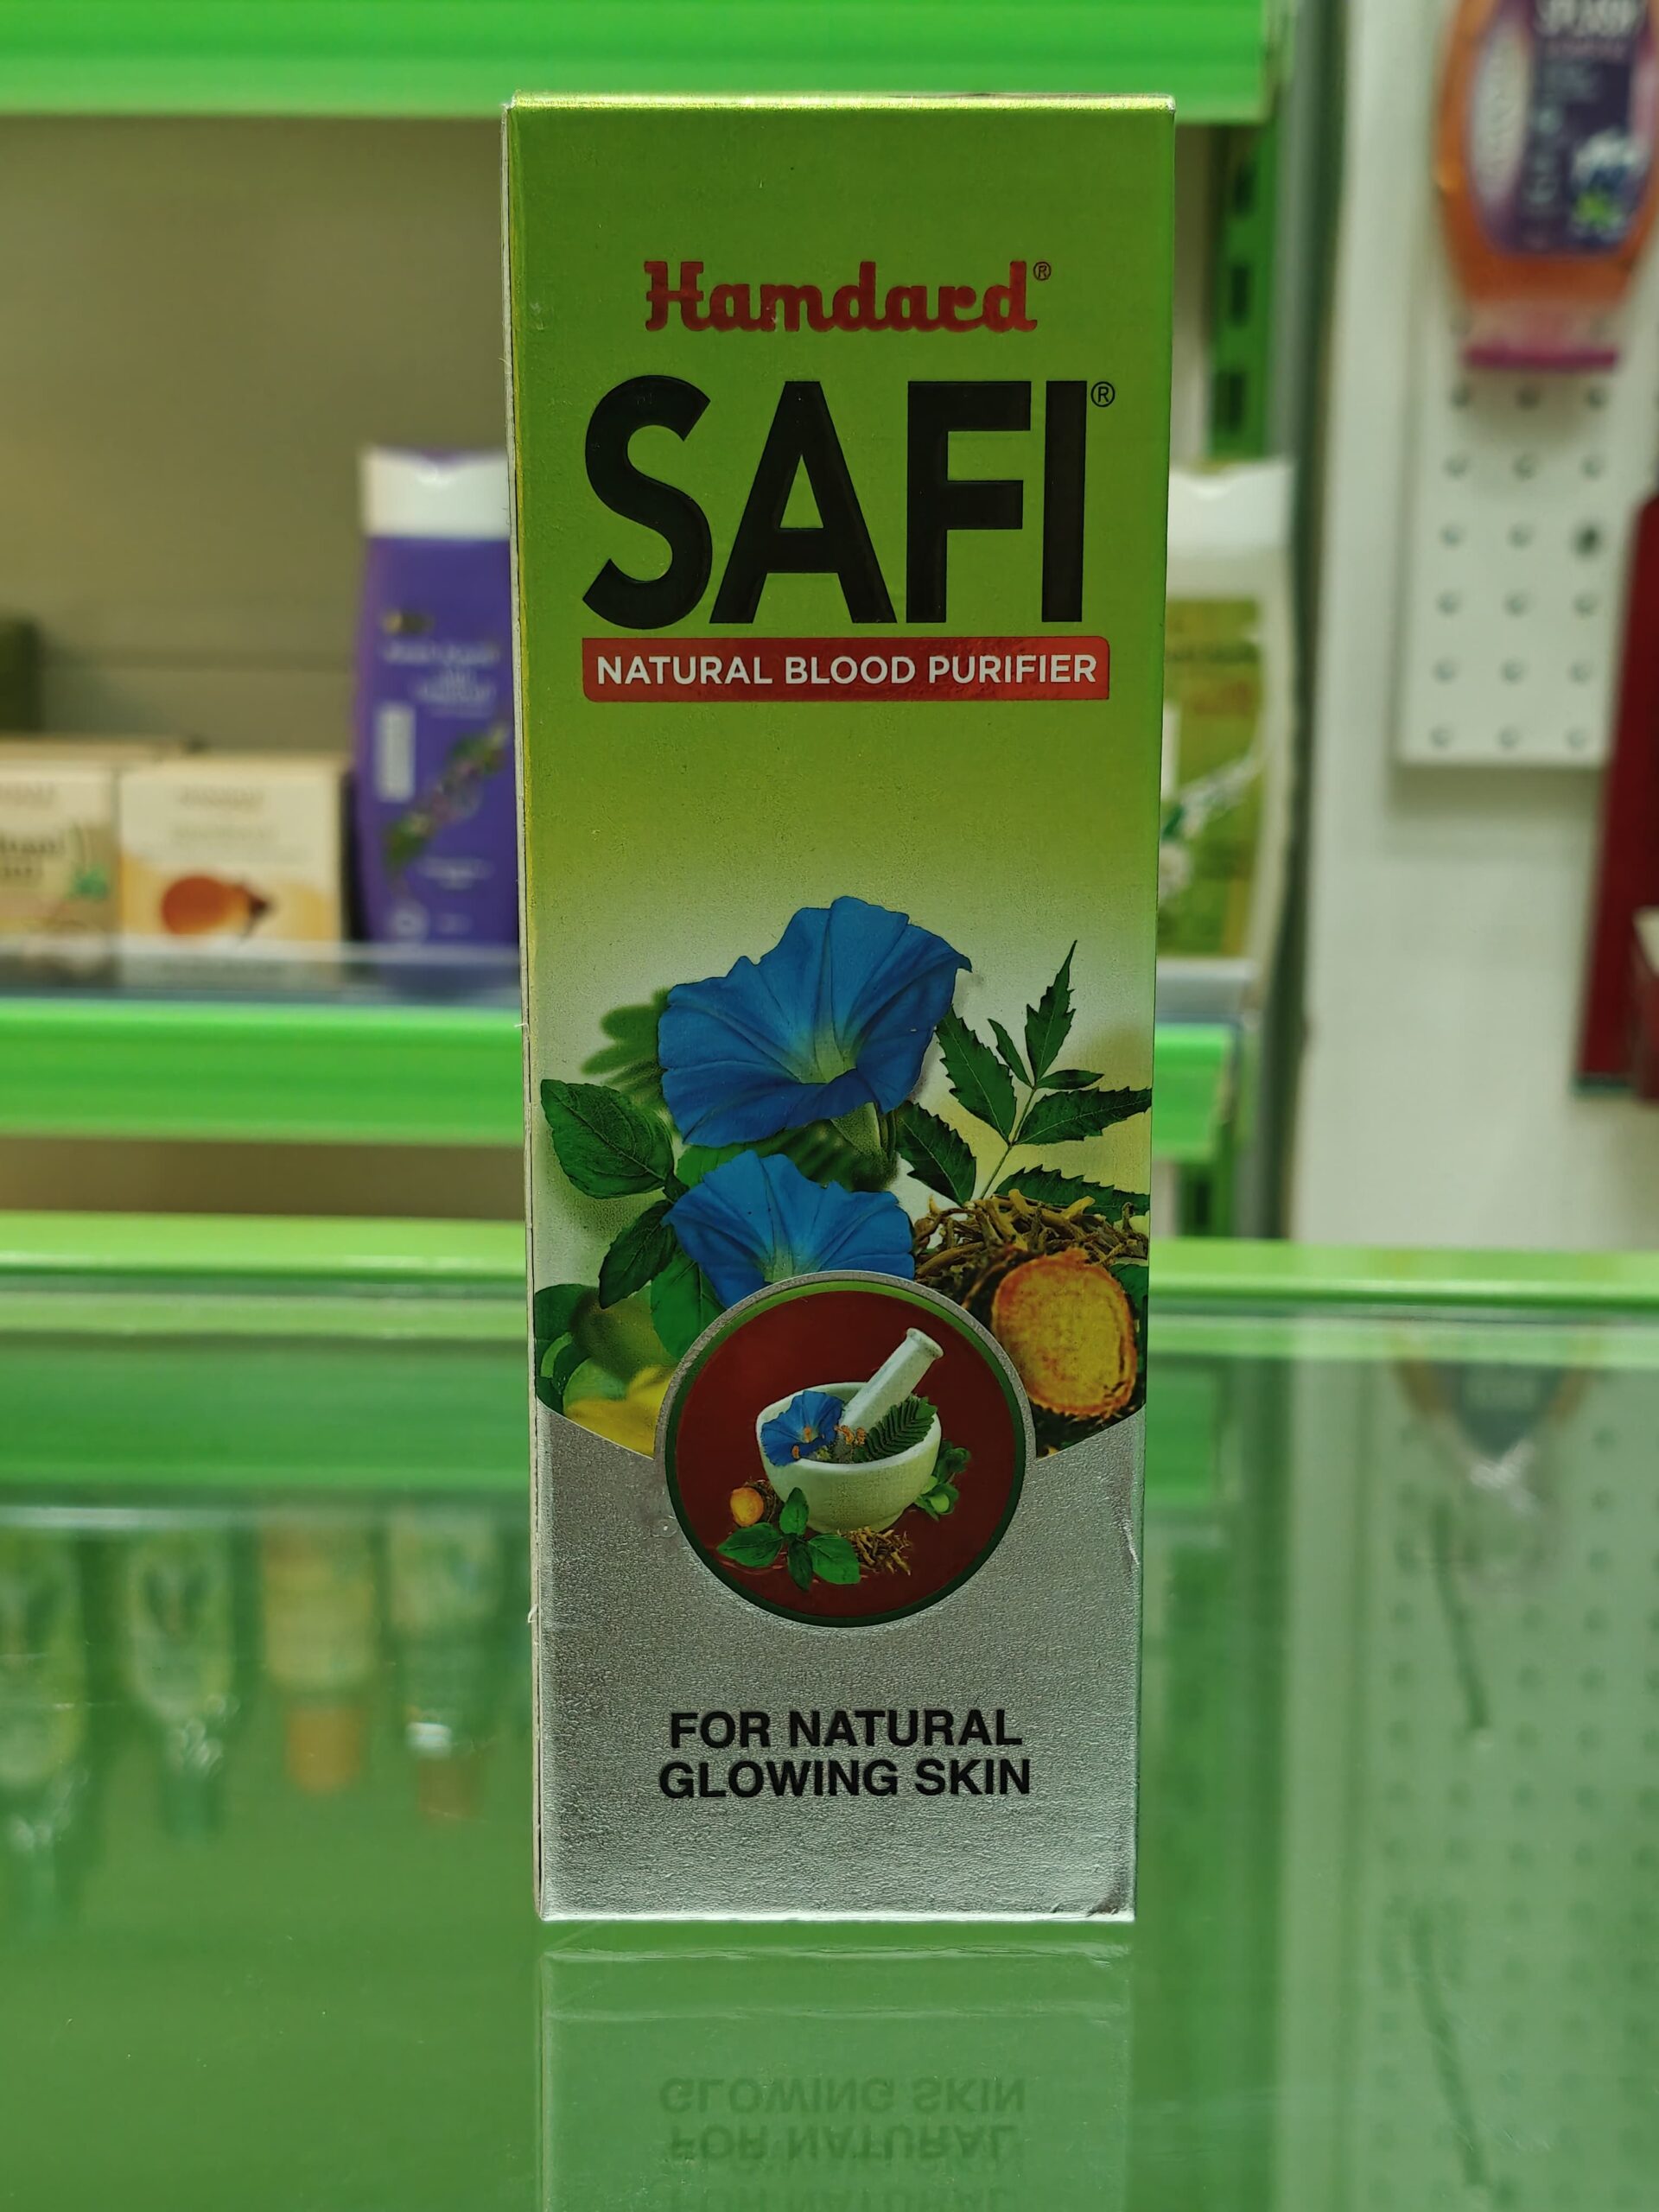 Hamdard®
SAFI®
NATURAL BLOOD PURIFIER
FOR NATURAL
GLOWING SKIN